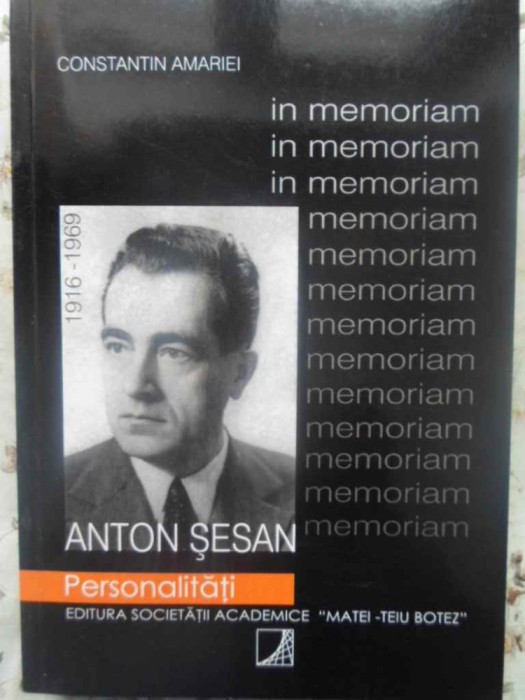 CONSTANTIN AMARIEI
in memoriam
in memoriam
in memoriam
memoriam
memoriam
memoriam
memoriam
memoriam
memoriam
memoriam
memoriam
memoriam
memoriam
1916 -1969
ANTON ŞESAN
Personalităţi
EDITURA SOCIETĂŢII ACADEMICE "MATEI -TEIU BOTEZ"